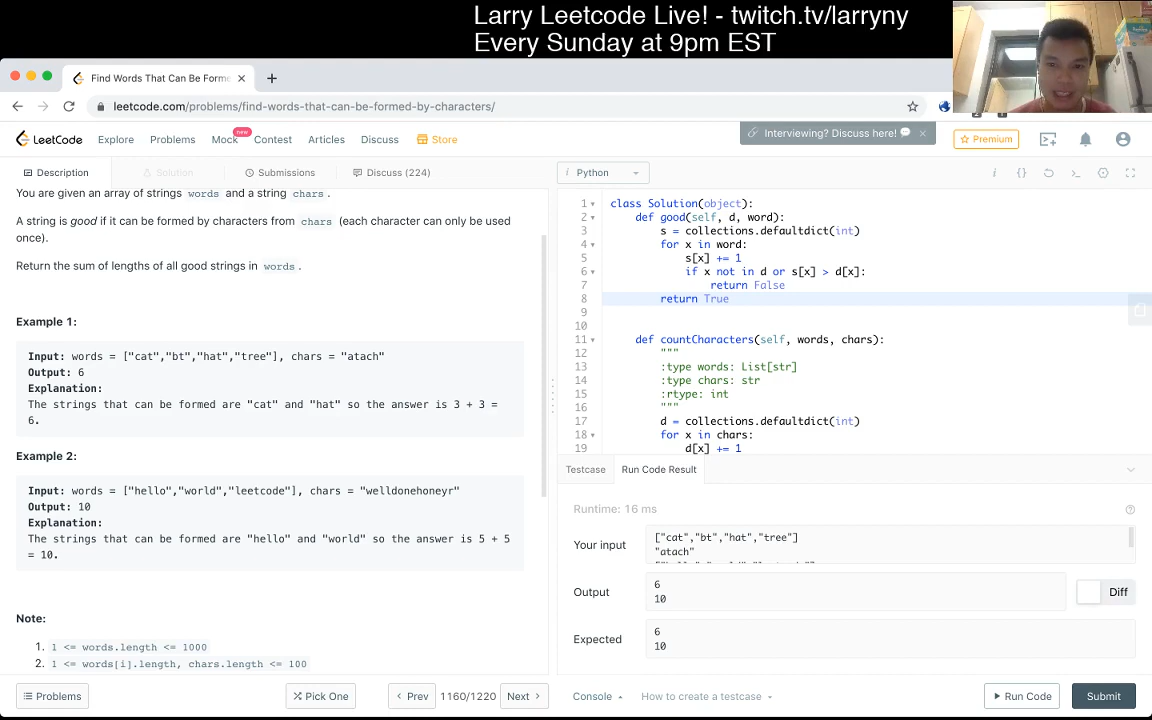 Larry Leetcode Live! - twitch.tv/larryny
Every Sunday at 9pm EST
Find Words That Can Be Forme
leetcode.com/problems/find-words-that-can-be-formed-by-characters/
LeetCode Explore Problems Mock new Contest Articles Discuss Store
Interviewing? Discuss here!
Premium
Description Solution Submissions Discuss (224)
You are given an array of strings words and a string chars .
A string is good if it can be formed by characters from chars (each character can only be used
once).
Return the sum of lengths of all good strings in words .
Example 1:
Input: words = ["cat","bt","hat","tree"], chars = "atach"
Output: 6
Explanation:
The strings that can be formed are "cat" and "hat" so the answer is 3 + 3 =
6.
Example 2:
Input: words = ["hello","world","leetcode"], chars = "welldonehoneyr"
Output: 10
Explanation:
The strings that can be formed are "hello" and "world" so the answer is 5 + 5
= 10.
Note:
1. 1 <= words.length <= 1000
2. 1 <= words[i].length, chars.length <= 100
Problems Pick One Prev 1160/1220 Next
i Python
1 class Solution(object):
2 def good(self, d, word):
3 s = collections.defaultdict(int)
4 for x in word:
5 s[x] += 1
6 if x not in d or s[x] > d[x]:
7 return False
8 return True
9
10
11 def countCharacters(self, words, chars):
12 """
13 :type words: List[str]
14 :type chars: str
15 :rtype: int
16 """
17 d = collections.defaultdict(int)
18 for x in chars:
19 d[x] += 1
Testcase Run Code Result
Runtime: 16 ms
Your input
["cat","bt","hat","tree"]
"atach"
Output
6
10
Diff
Expected
6
10
Console How to create a testcase Run Code Submit